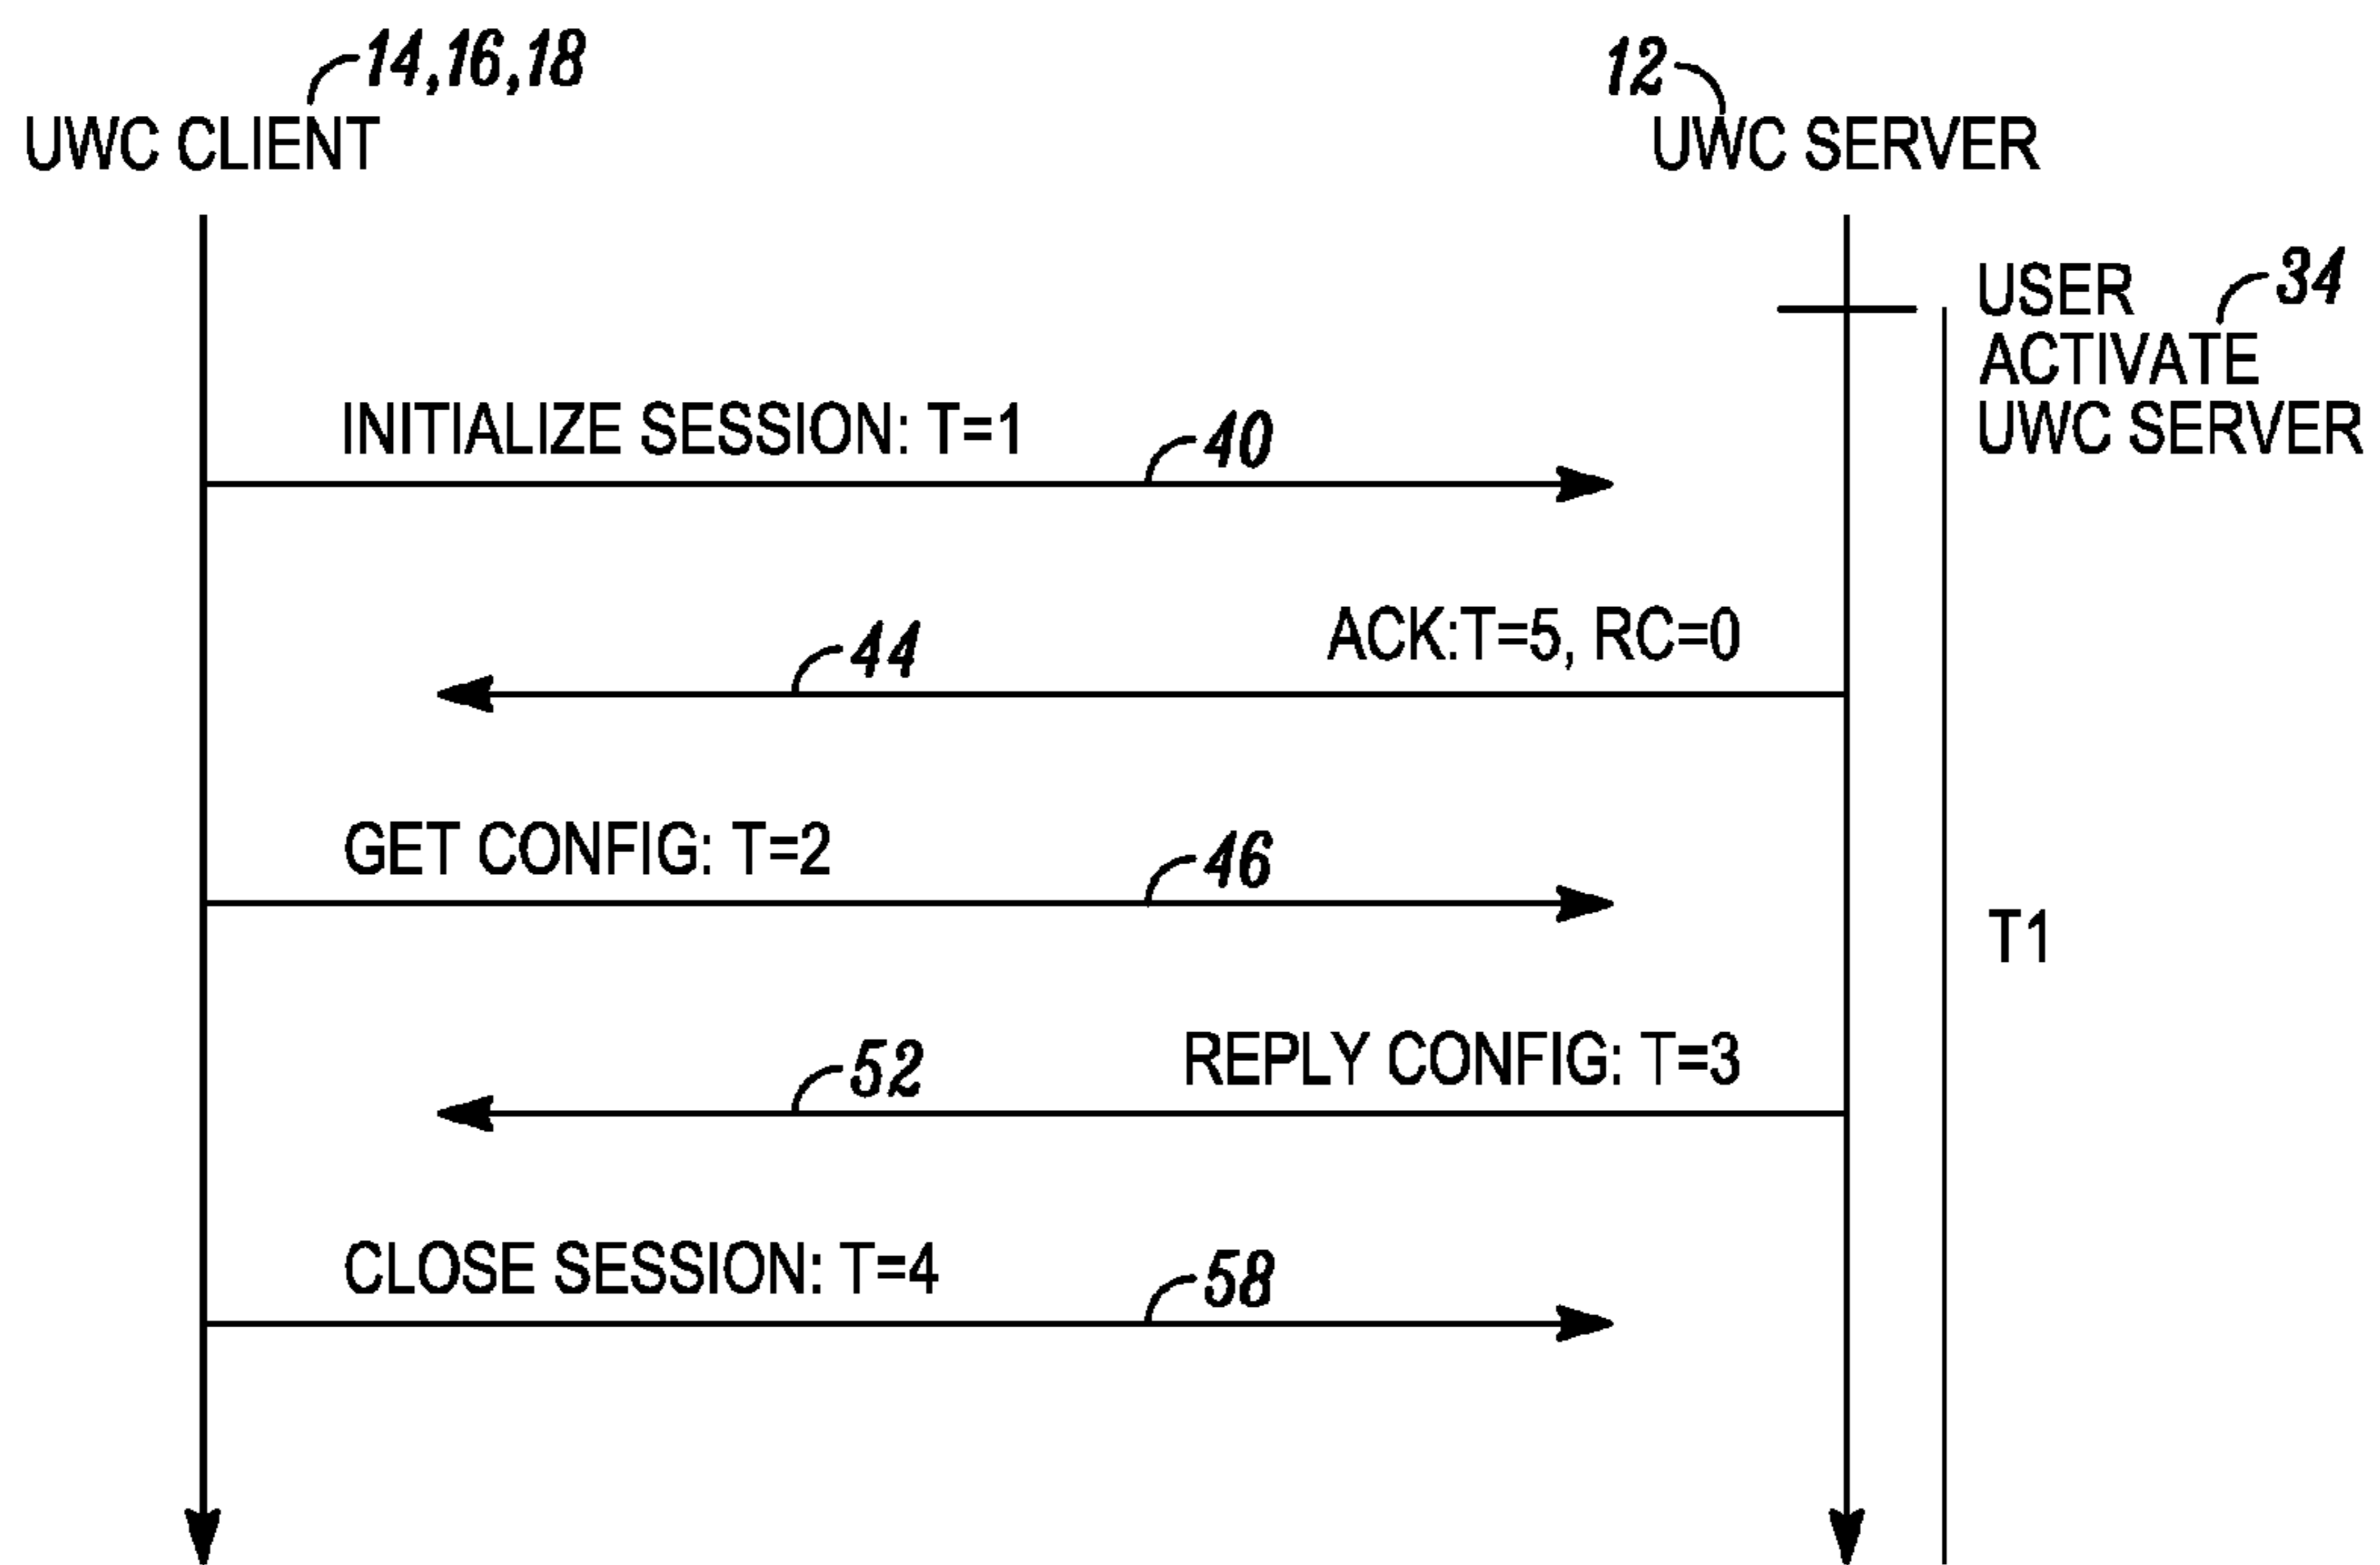 14,16,18
UWC CLIENT
12
UWC SERVER
USER
ACTIVATE
UWC SERVER
34
INITIALIZE SESSION: T=1
40
ACK:T=5, RC=0
44
GET CONFIG: T=2
46
T1
REPLY CONFIG: T=3
52
CLOSE SESSION: T=4
58